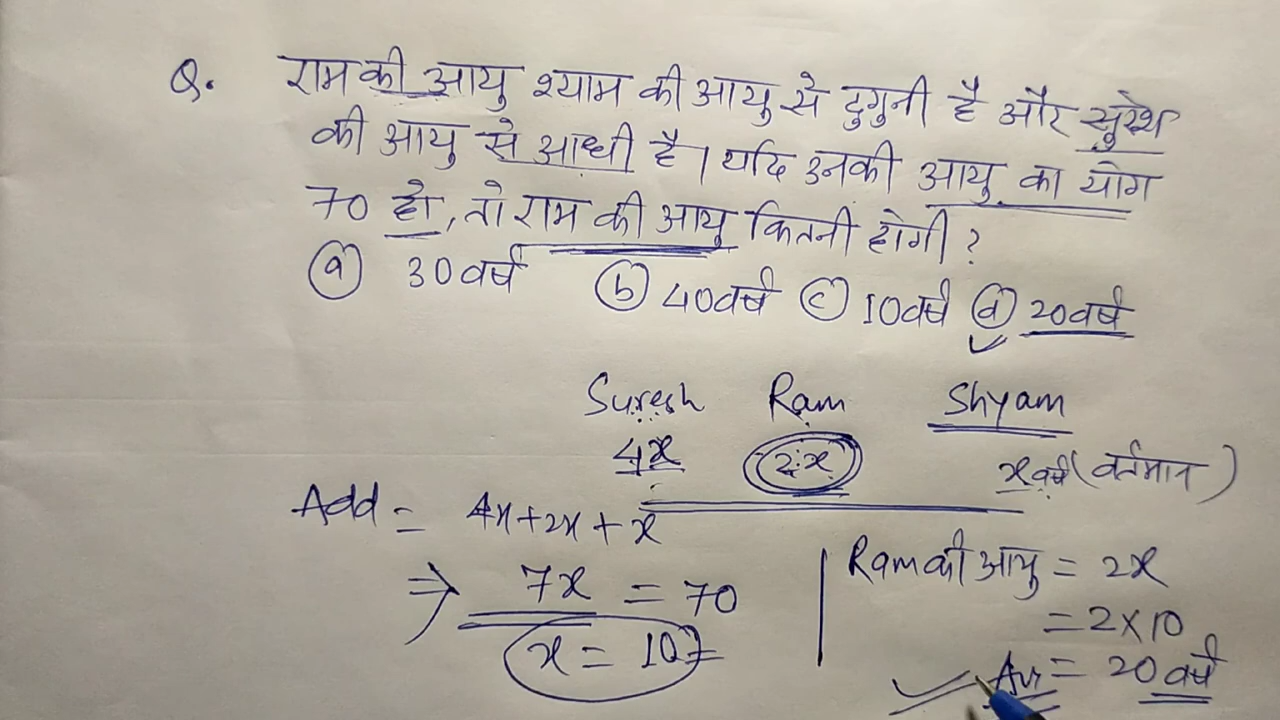 Q. राम की आयु श्याम की आयु से दुगुनी है और सुरेश
की आयु से आधी है। यदि उनकी आयु का योग
70 हो, तो राम की आयु कितनी होगी?
(a) 30 वर्ष (b) 40 वर्ष (c) 10 वर्ष (d) 20 वर्ष
Suresh Ram Shyam
4x 2x x वर्ष (वर्तमान)
Add = 4x+2x+x
⇒ 7x = 70
x = 10
Ram की आयु = 2x
= 2×10
Ans = 20 वर्ष